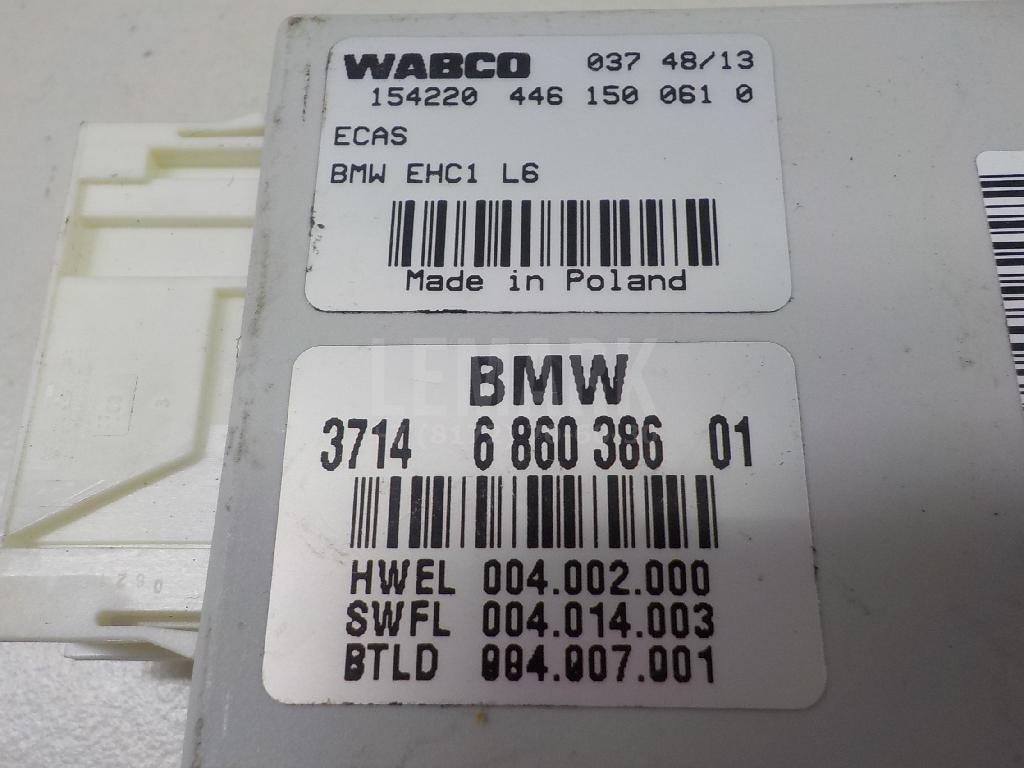 WABCO 037 48/13
154220 446 150 061 0
ECAS
BMW EHC1 L6
Made in Poland
LEMARK
BMW
3714 6 860 386 01
HWEL 004.002.000
SWFL 004.014.003
BTLD 004.007.001